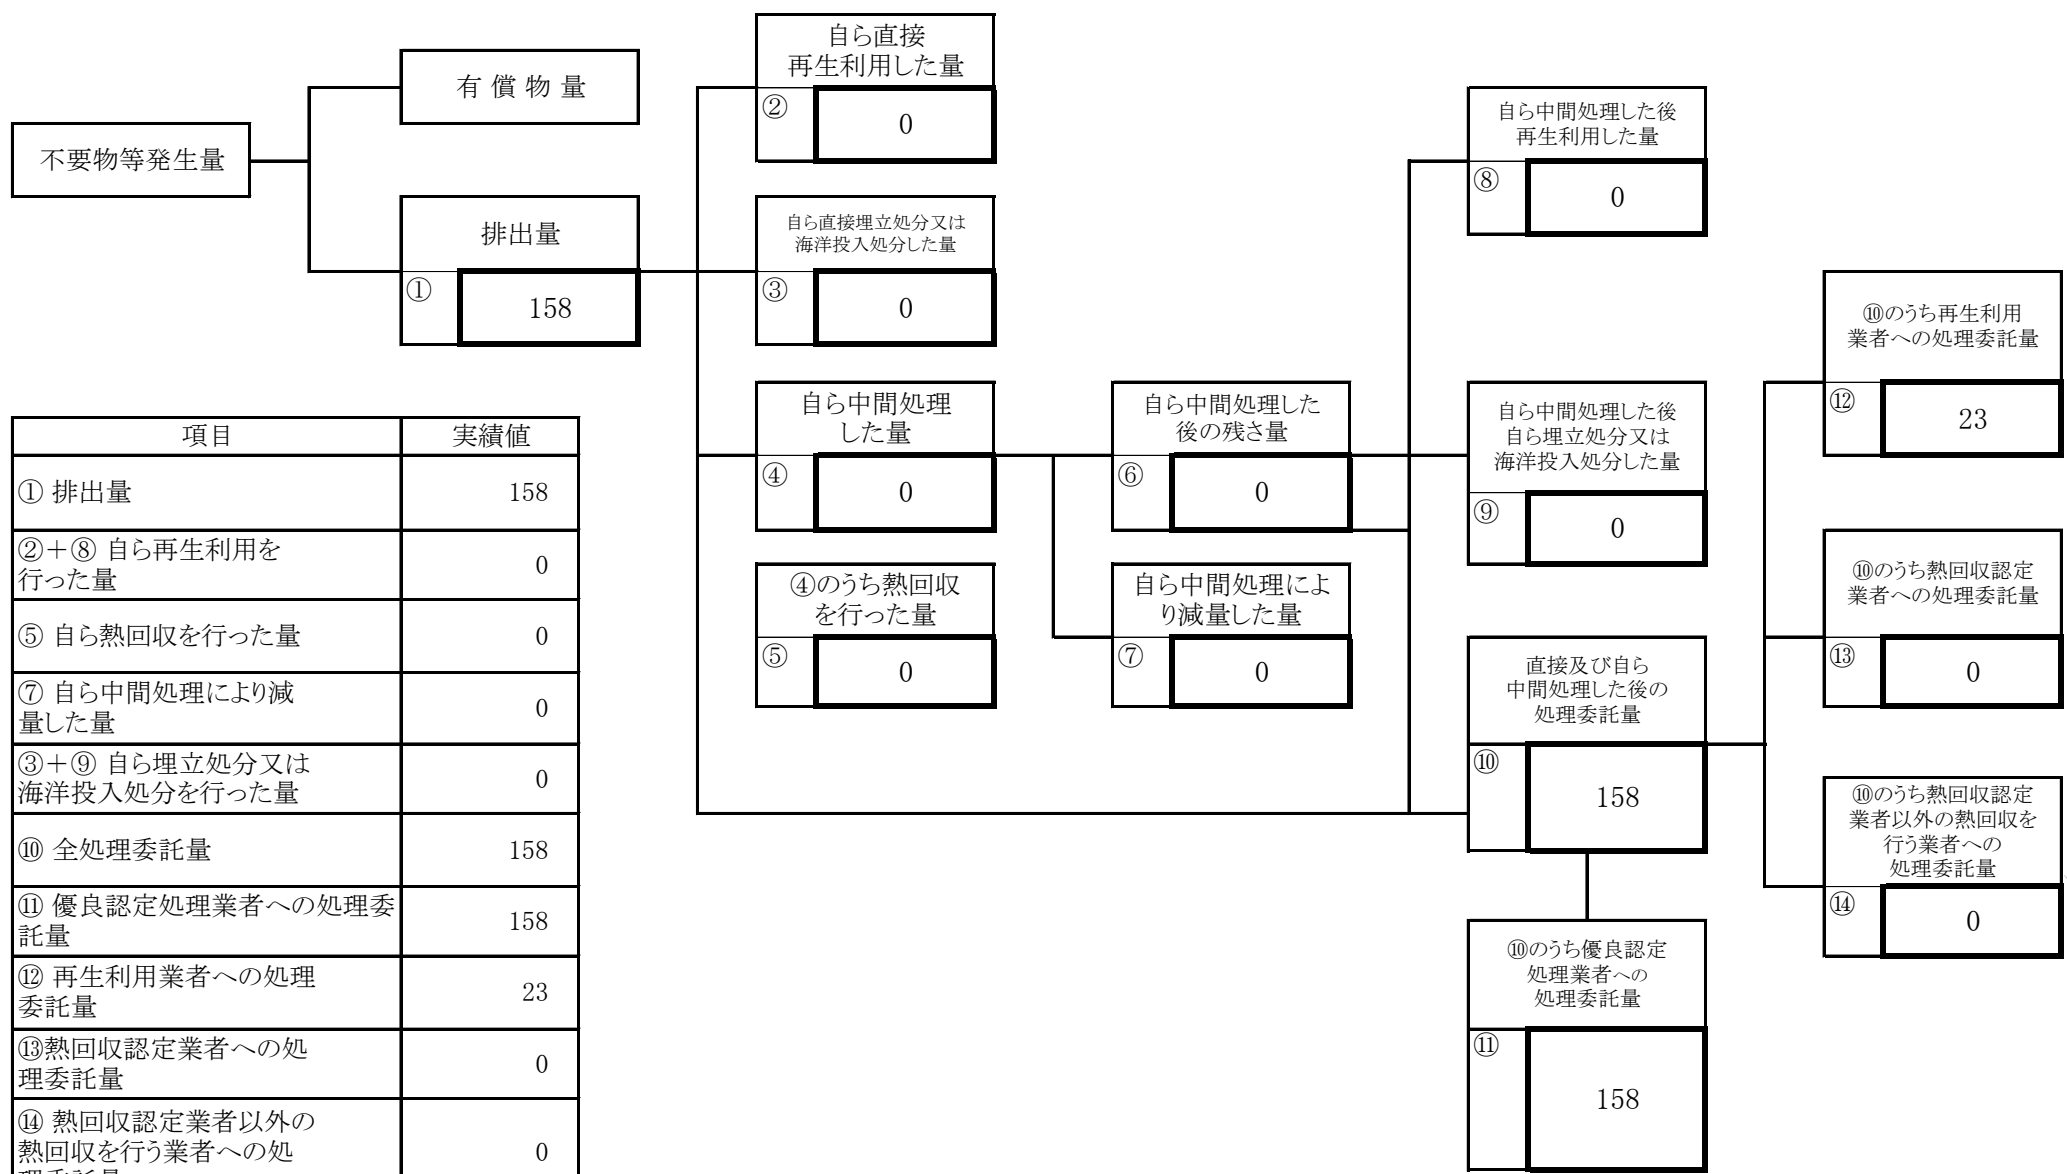 不要物等発生量
有 償 物 量
排出量
①
158
自ら直接
再生利用した量
②
0
自ら直接埋立処分又は
海洋投入処分した量
③
0
自ら中間処理
した量
④
0
④のうち熱回収
を行った量
⑤
0
自ら中間処理した
後の残さ量
⑥
0
自ら中間処理によ
り減量した量
⑦
0
自ら中間処理した後
再生利用した量
⑧
0
自ら中間処理した後
自ら埋立処分又は
海洋投入処分した量
⑨
0
直接及び自ら
中間処理した後の
処理委託量
⑩
158
⑩のうち優良認定
処理業者への
処理委託量
⑪
158
⑩のうち再生利用
業者への処理委託量
⑫
23
⑩のうち熱回収認定
業者への処理委託量
⑬
0
⑩のうち熱回収認定
業者以外の熱回収を
行う業者への
処理委託量
⑭
0
項目 実績値
① 排出量 158
②＋⑧ 自ら再生利用を
行った量 0
⑤ 自ら熱回収を行った量 0
⑦ 自ら中間処理により減
量した量 0
③＋⑨ 自ら埋立処分又は
海洋投入処分を行った量 0
⑩ 全処理委託量 158
⑪ 優良認定処理業者への処理委
託量 158
⑫ 再生利用業者への処理
委託量 23
⑬熱回収認定業者への処
理委託量 0
⑭ 熱回収認定業者以外の
熱回収を行う業者への処 0